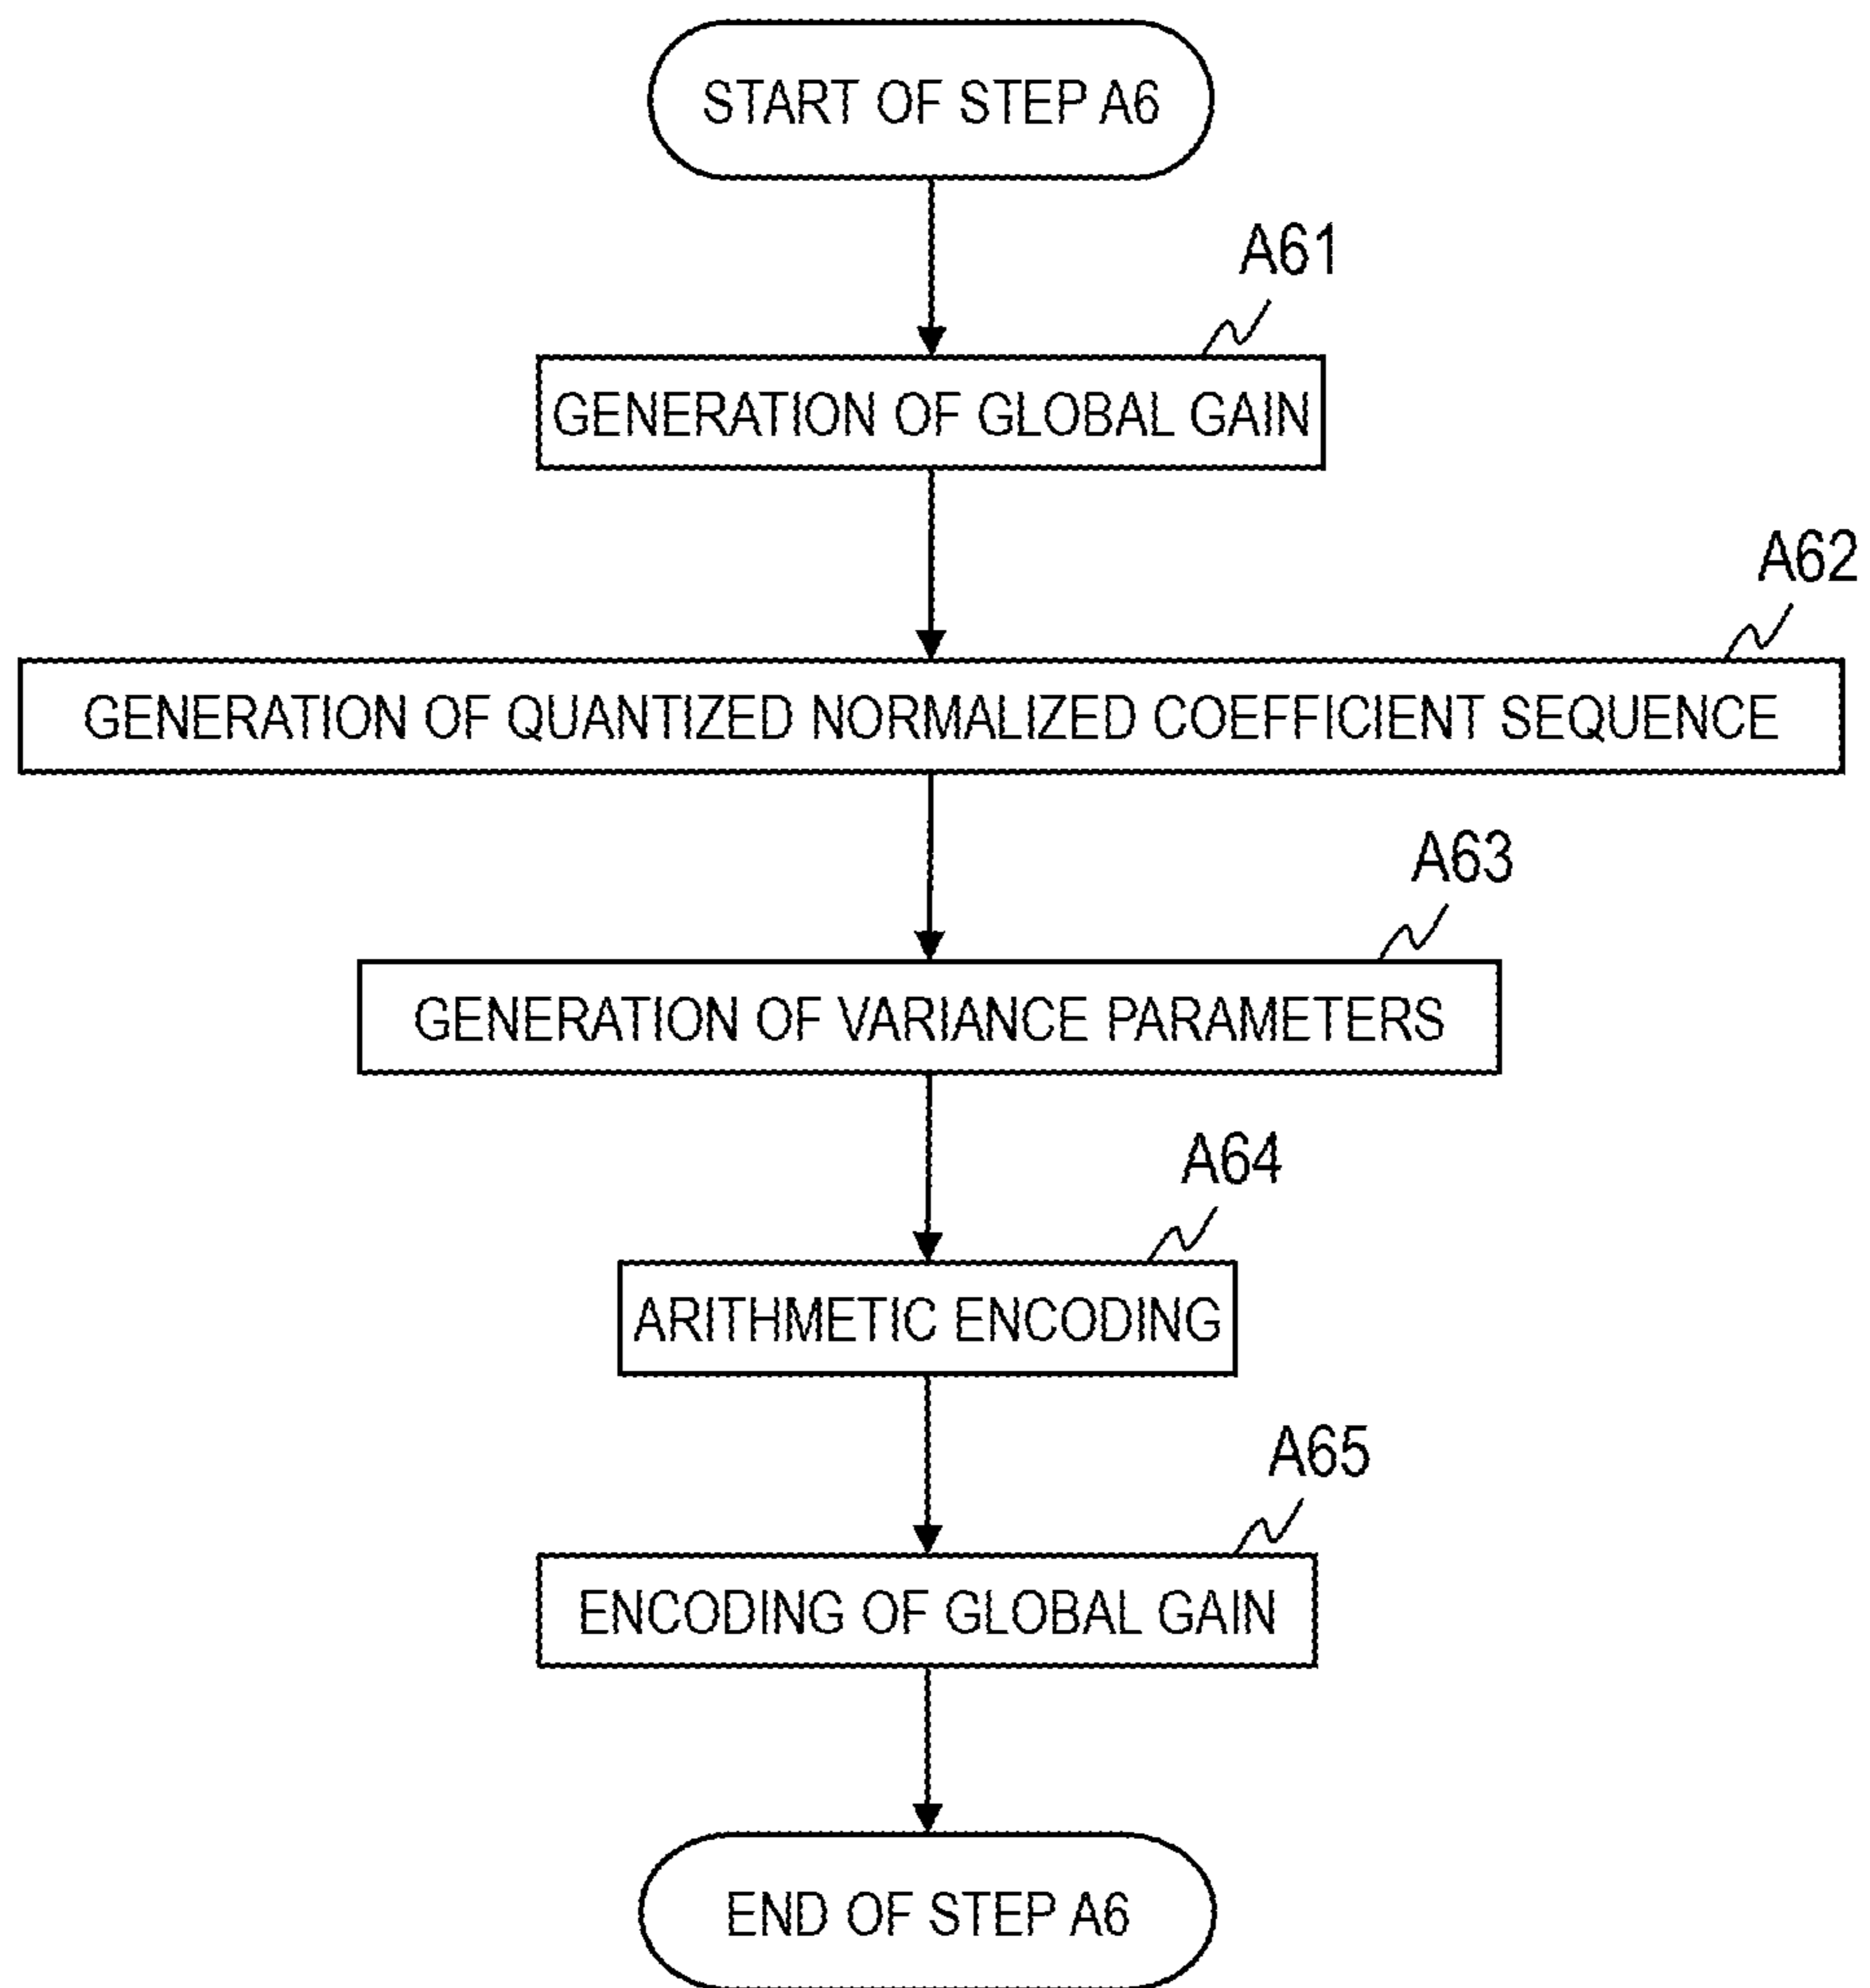 START OF STEP A6
A61
GENERATION OF GLOBAL GAIN
A62
GENERATION OF QUANTIZED NORMALIZED COEFFICIENT SEQUENCE
A63
GENERATION OF VARIANCE PARAMETERS
A64
ARITHMETIC ENCODING
A65
ENCODING OF GLOBAL GAIN
END OF STEP A6